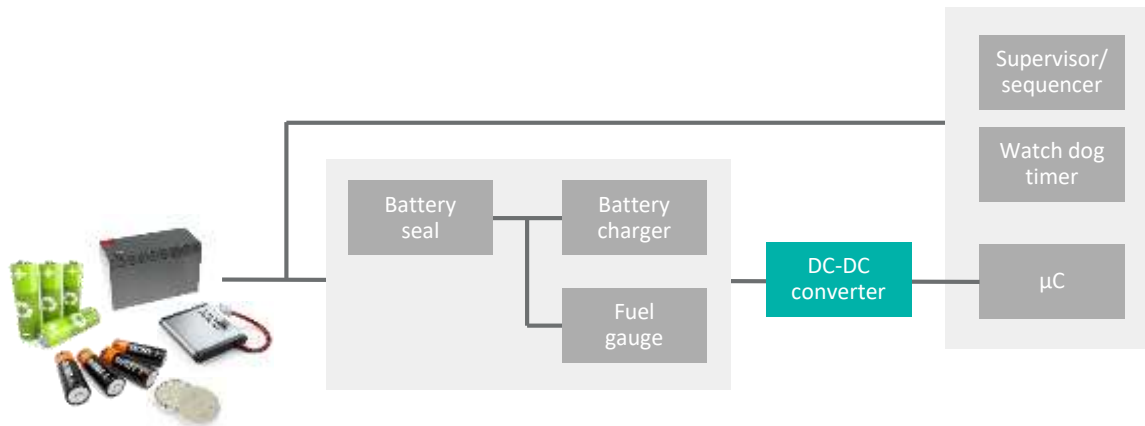 Supervisor/
sequencer
Watch dog
timer
Battery
seal
Battery
charger
DC-DC
converter
µC
Fuel
gauge